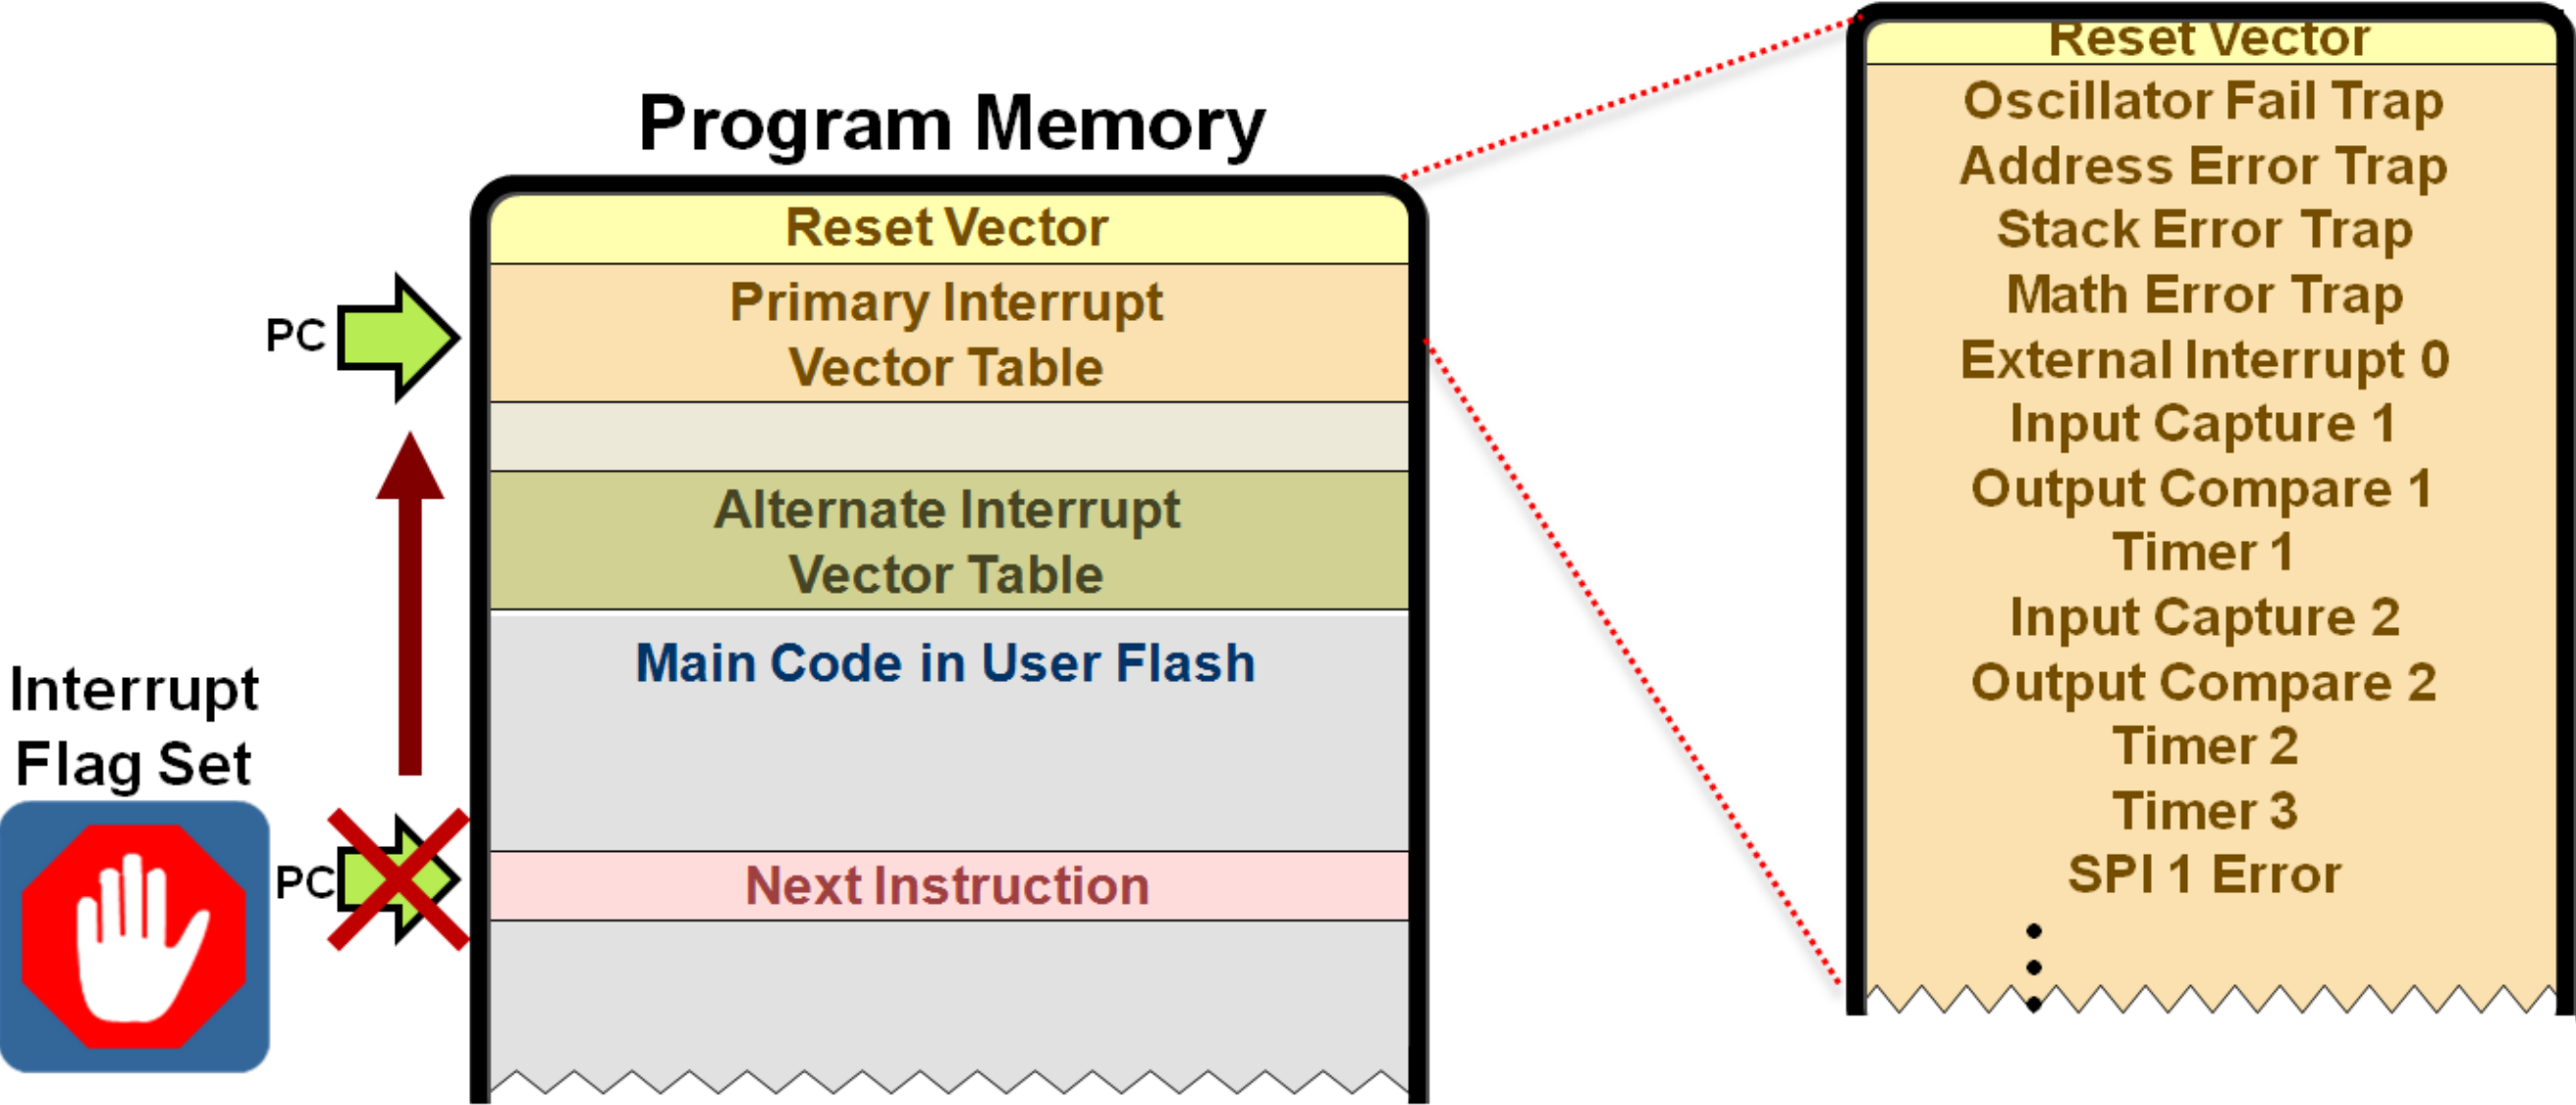 Program Memory
Reset Vector
Primary Interrupt
Vector Table
Alternate Interrupt
Vector Table
Main Code in User Flash
Next Instruction
PC
Interrupt
Flag Set
PC
Reset Vector
Oscillator Fail Trap
Address Error Trap
Stack Error Trap
Math Error Trap
External Interrupt 0
Input Capture 1
Output Compare 1
Timer 1
Input Capture 2
Output Compare 2
Timer 2
Timer 3
SPI 1 Error